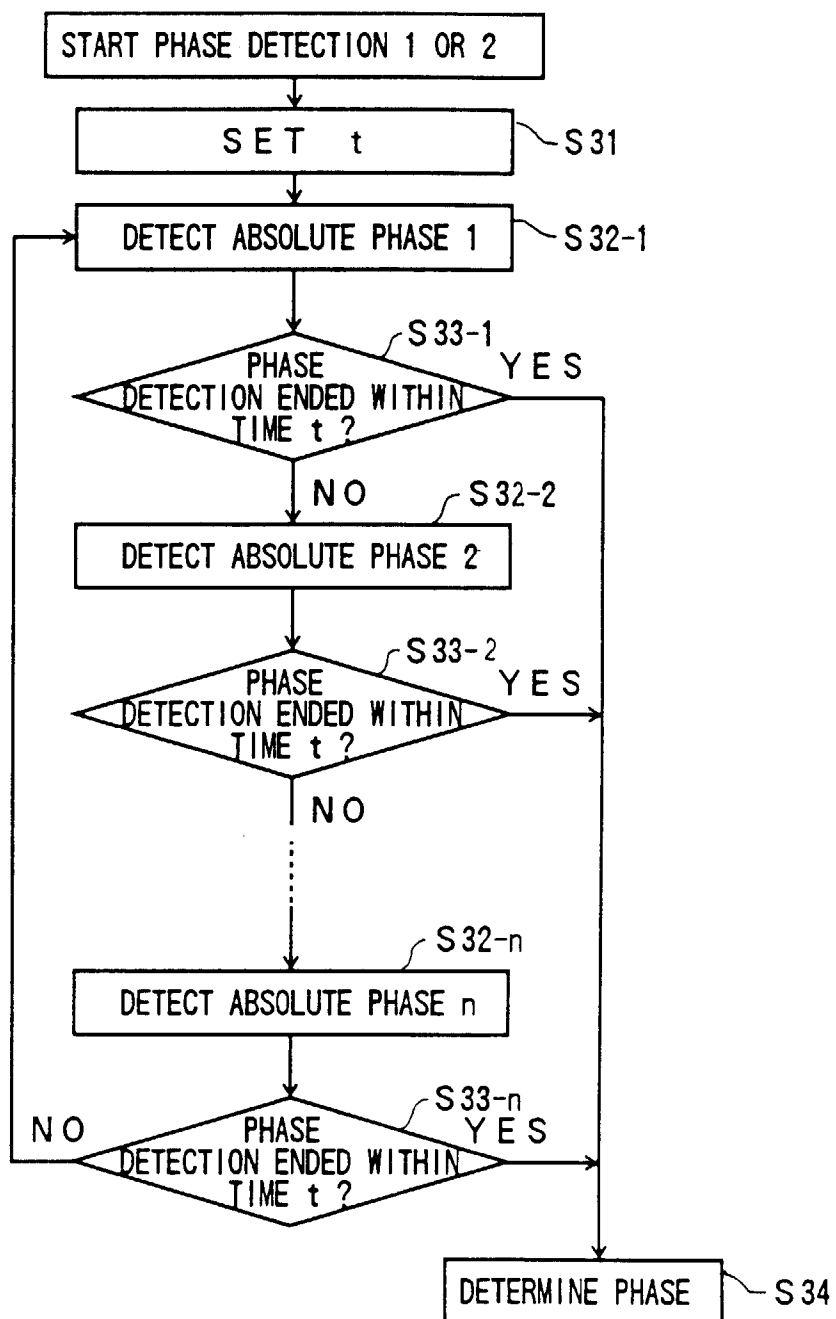 START PHASE DETECTION 1 OR 2
SET t
S31
DETECT ABSOLUTE PHASE 1
S32-1
S33-1
PHASE
DETECTION ENDED WITHIN
TIME t ?
YES
NO
S32-2
DETECT ABSOLUTE PHASE 2
S33-2
PHASE
DETECTION ENDED WITHIN
TIME t ?
YES
NO
S32-n
DETECT ABSOLUTE PHASE n
S33-n
NO
PHASE
DETECTION ENDED WITHIN
TIME t ?
YES
DETERMINE PHASE
S34